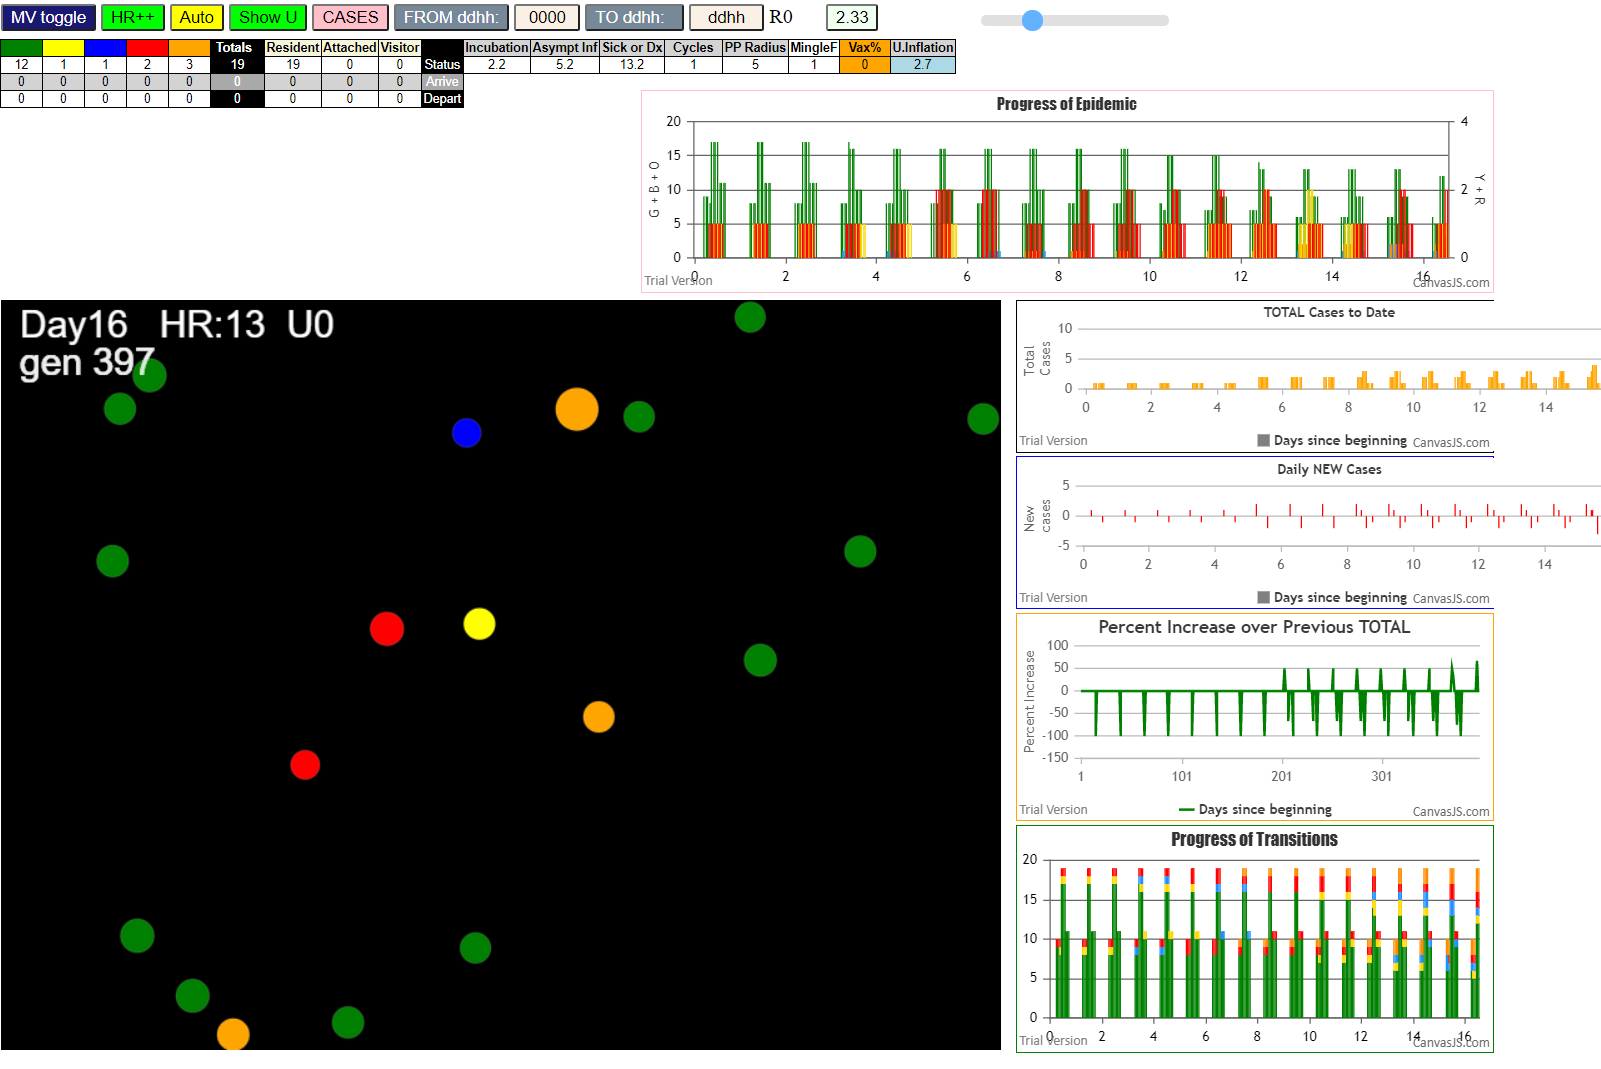 MV toggle HR++ Auto Show U CASES FROM ddhh: 0000 TO ddhh: ddhh R0 2.33
Totals Resident Attached Visitor Incubation Asympt Inf Sick or Dx Cycles PP Radius MingleF Vax% U.Inflation
12 1 1 2 3 19 19 0 0 Status 2.2 5.2 13.2 1 5 1 0 2.7
0 0 0 0 0 0 0 0 0 Arrive
0 0 0 0 0 0 0 0 0 Depart
Progress of Epidemic
20 4
15
G + B + O 10 2 Y + R
5
0 0
0 2 4 6 8 10 12 14 16
Trial Version CanvasJS.com
Day16 HR:13 U0
gen 397
TOTAL Cases to Date
Total Cases
10
5
0
0 2 4 6 8 10 12 14
Days since beginning
Trial Version CanvasJS.com
Daily NEW Cases
New cases
5
0
-5
0 2 4 6 8 10 12 14
Days since beginning
Trial Version CanvasJS.com
Percent Increase over Previous TOTAL
Percent Increase
100
50
0
-50
-100
-150
1 101 201 301
Days since beginning
Trial Version CanvasJS.com
Progress of Transitions
20
15
10
5
0
0 2 4 6 8 10 12 14 16
Trial Version CanvasJS.com